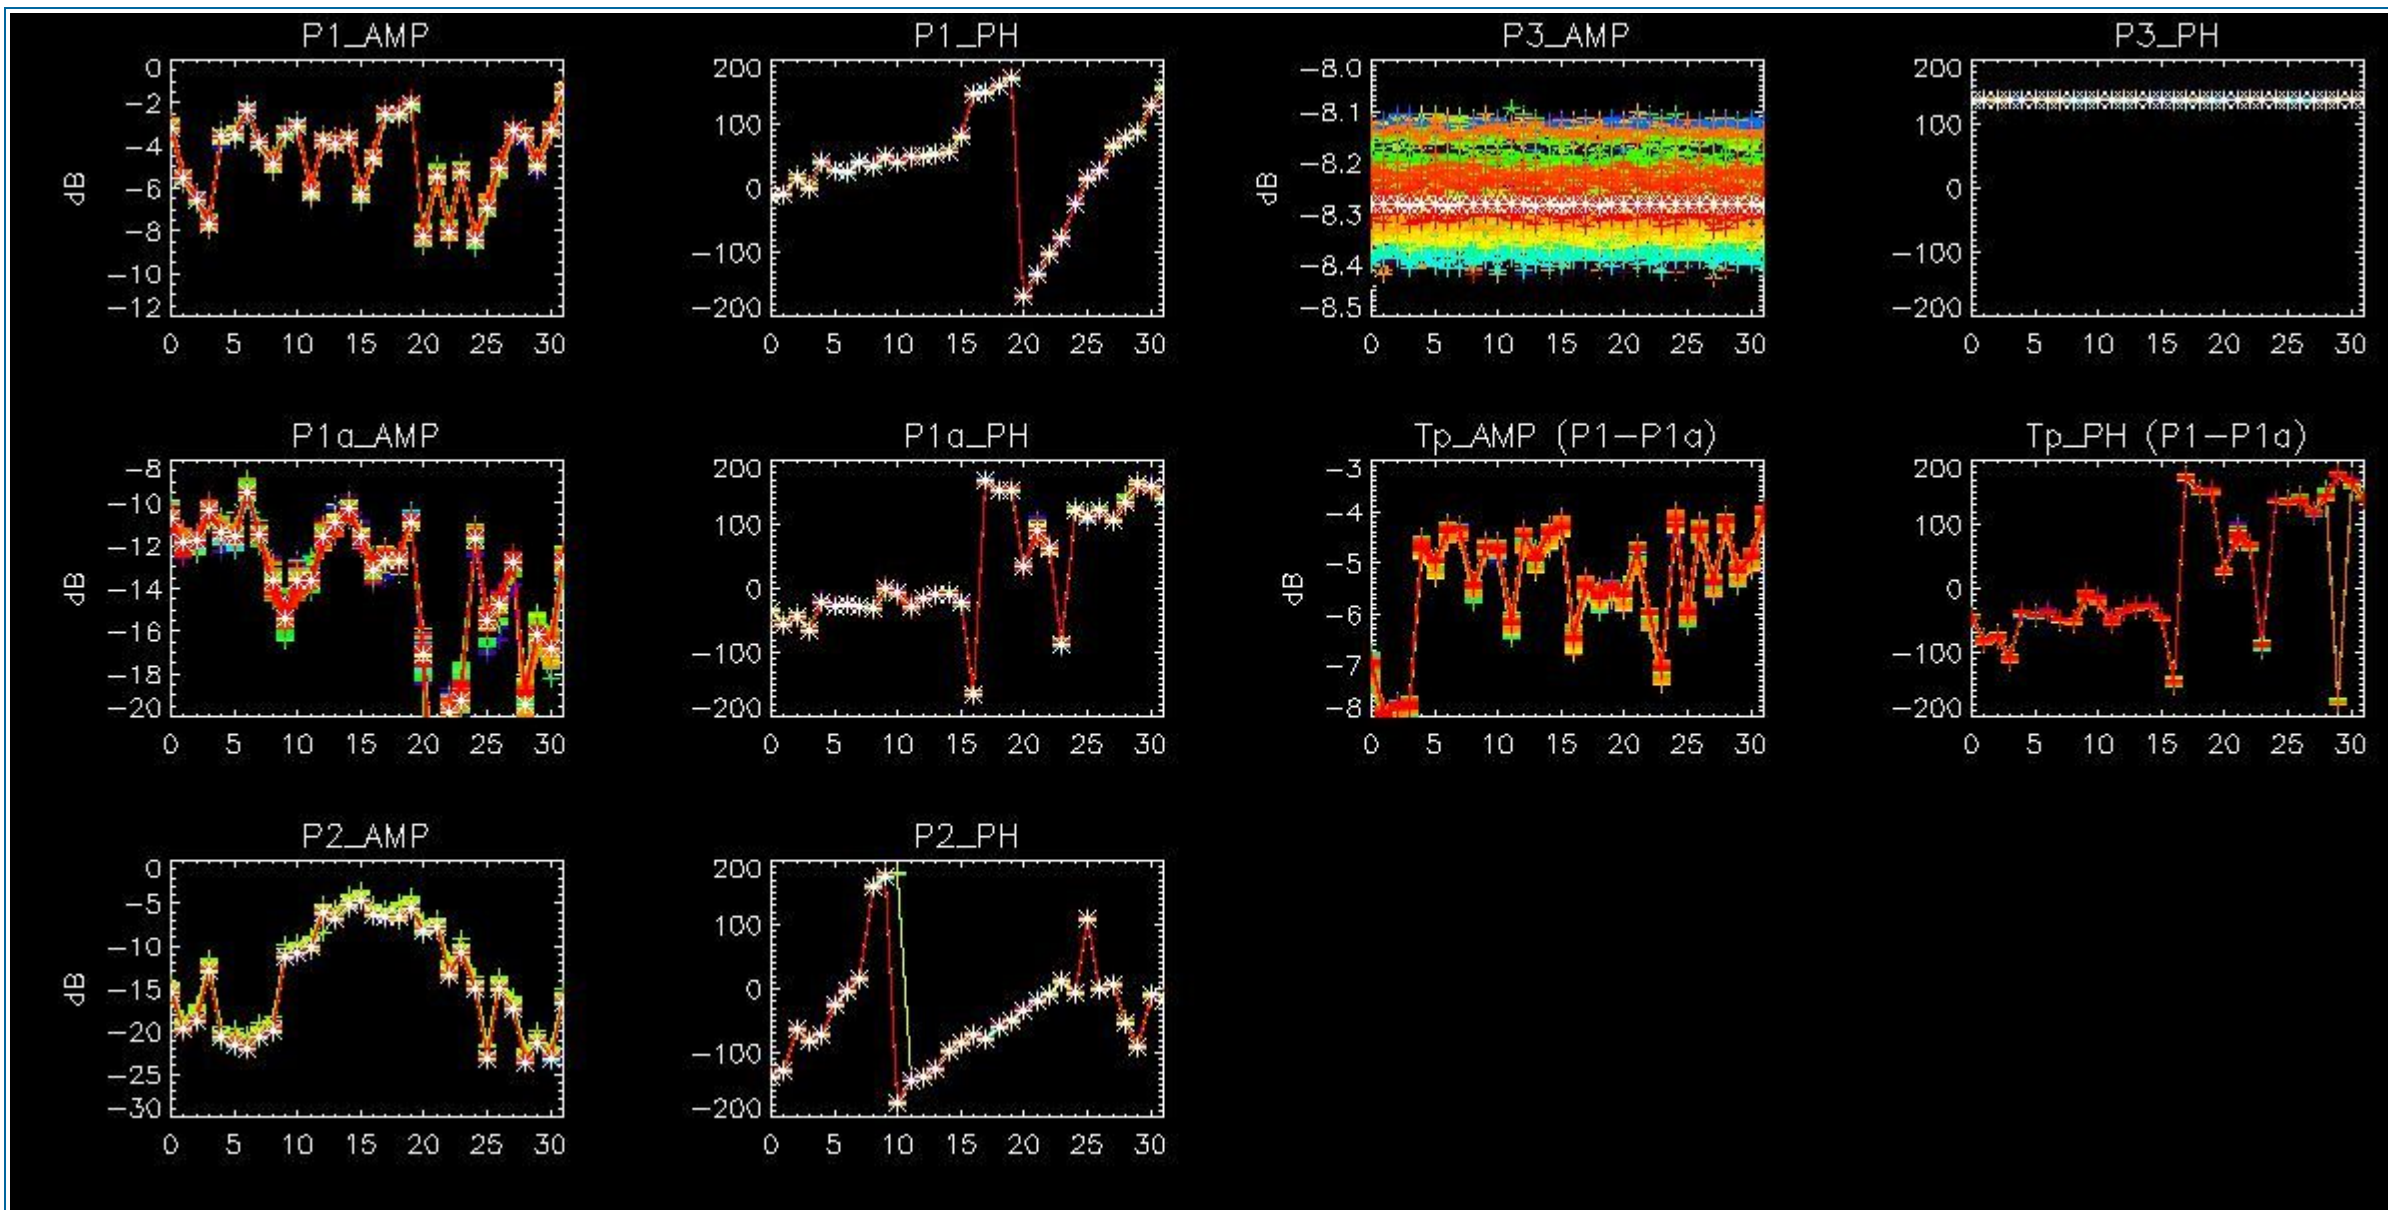 P1_AMP
P1_PH
P3_AMP
P3_PH
0
−2
−4
−6
−8
−10
−12
dB
0 5 10 15 20 25 30
200
100
0
−100
−200
0 5 10 15 20 25 30
−8.0
−8.1
−8.2
−8.3
−8.4
−8.5
dB
0 5 10 15 20 25 30
200
100
0
−100
−200
0 5 10 15 20 25 30
P1a_AMP
P1a_PH
Tp_AMP (P1−P1a)
Tp_PH (P1−P1a)
−8
−10
−12
−14
−16
−18
−20
dB
0 5 10 15 20 25 30
200
100
0
−100
−200
0 5 10 15 20 25 30
−3
−4
−5
−6
−7
−8
dB
0 5 10 15 20 25 30
200
100
0
−100
−200
0 5 10 15 20 25 30
P2_AMP
P2_PH
0
−5
−10
−15
−20
−25
−30
dB
0 5 10 15 20 25 30
200
100
0
−100
−200
0 5 10 15 20 25 30